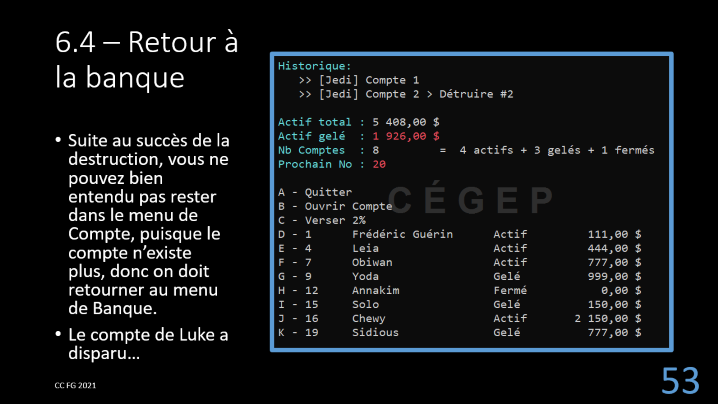 6.4 – Retour à
la banque
• Suite au succès de la
destruction, vous ne
pouvez bien
entendu pas rester
dans le menu de
Compte, puisque le
compte n’existe
plus, donc on doit
retourner au menu
de Banque.
• Le compte de Luke a
disparu…
CC FG 2021
Historique:
>> [Jedi] Compte 1
>> [Jedi] Compte 2 > Détruire #2
Actif total : 5 408,00 $
Actif gelé : 1 926,00 $
Nb Comptes : 8 = 4 actifs + 3 gelés + 1 fermés
Prochain No : 20
CÉGEP
A - Quitter
B - Ouvrir Compte
C - Verser 2%
D - 1 Frédéric Guérin Actif 111,00 $
E - 4 Leia Actif 444,00 $
F - 7 Obiwan Actif 777,00 $
G - 9 Yoda Gelé 999,00 $
H - 12 Annakim Fermé 0,00 $
I - 15 Solo Gelé 150,00 $
J - 16 Chewy Actif 2 150,00 $
K - 19 Sidious Gelé 777,00 $
53